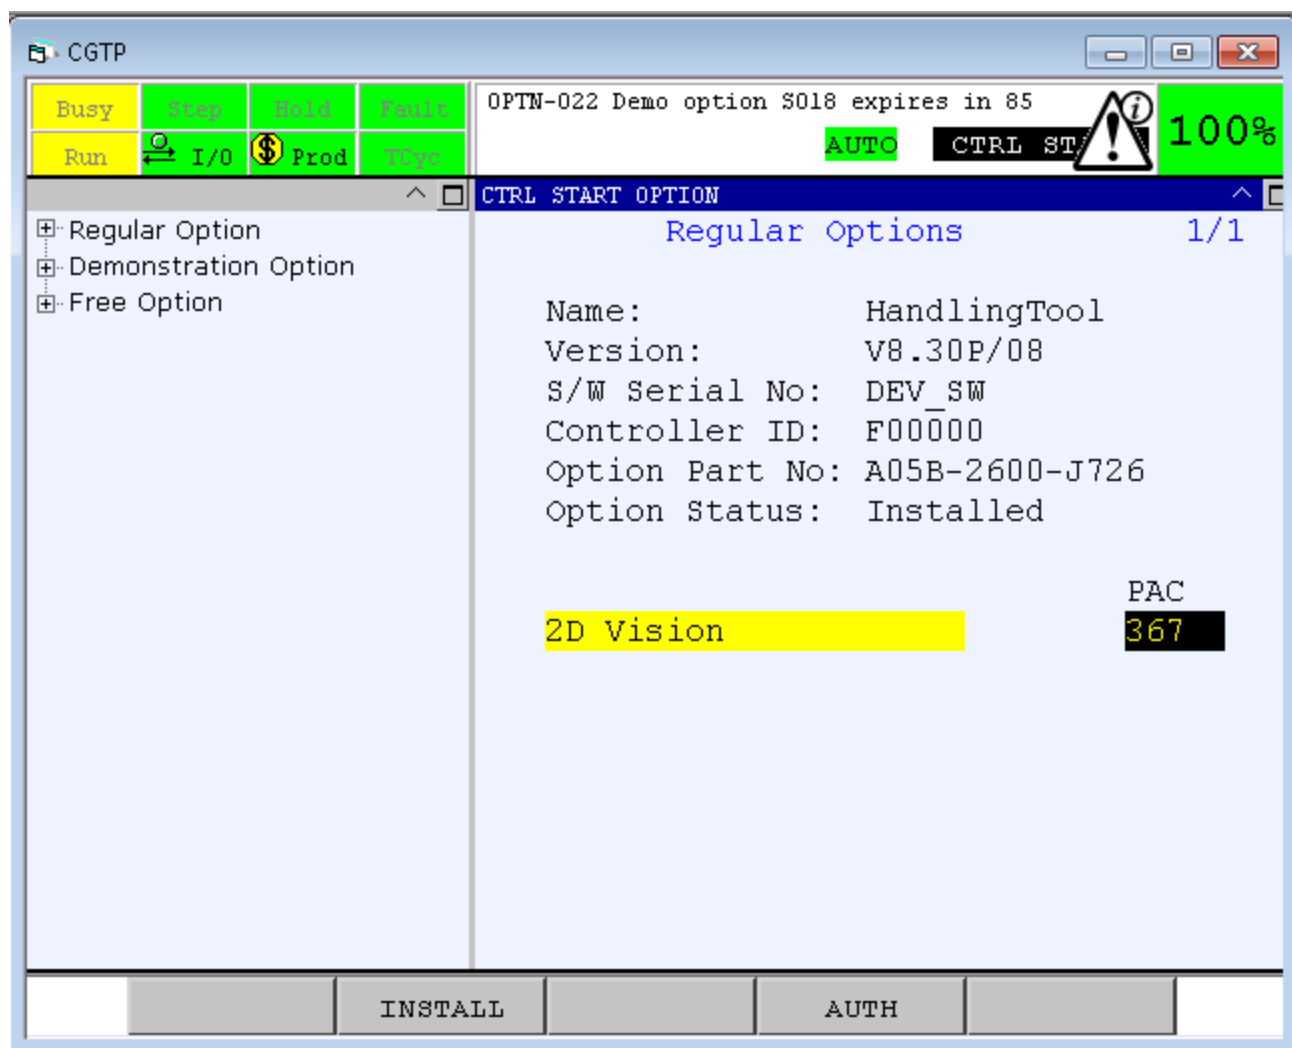 CGTP
Busy Step Hold Fault
Run I/O Prod TCyc
OPTN-022 Demo option S018 expires in 85
AUTO CTRL ST
100%
CTRL START OPTION
Regular Option
Demonstration Option
Free Option
Regular Options 1/1
Name: HandlingTool
Version: V8.30P/08
S/W Serial No: DEV_SW
Controller ID: F00000
Option Part No: A05B-2600-J726
Option Status: Installed
PAC
2D Vision 367
INSTALL AUTH